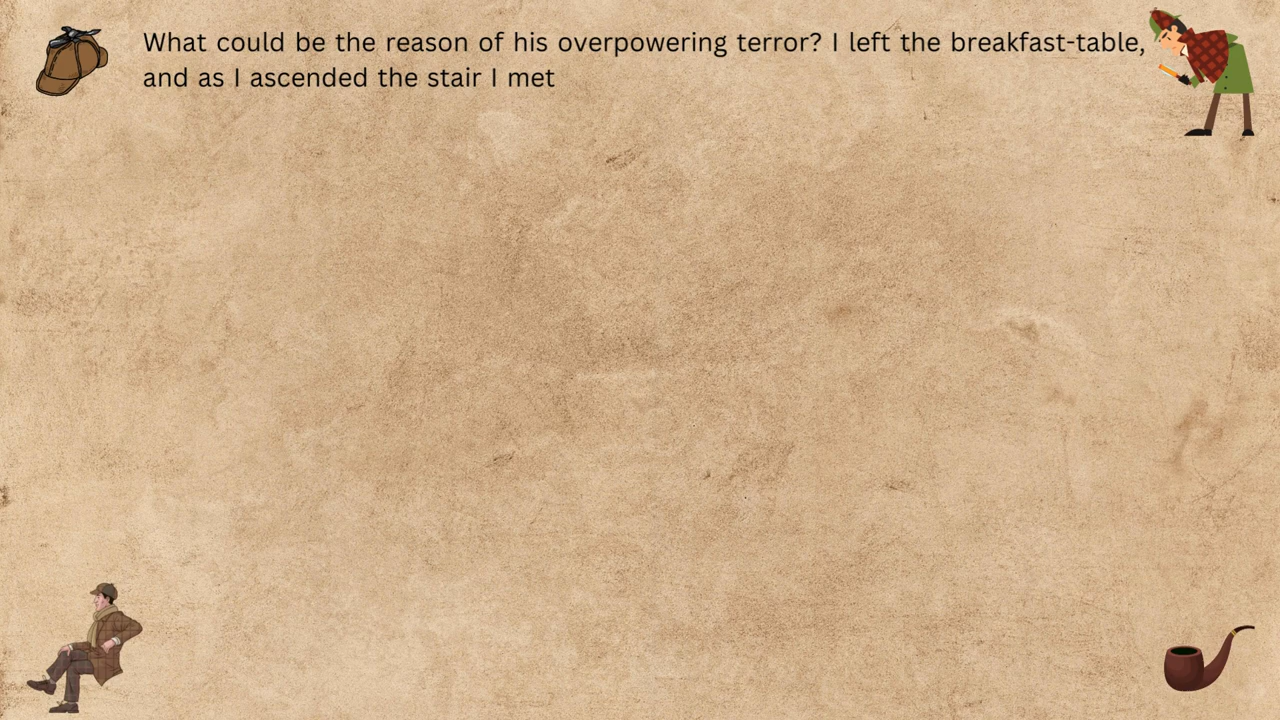 What could be the reason of his overpowering terror? I left the breakfast-table,
and as I ascended the stair I met